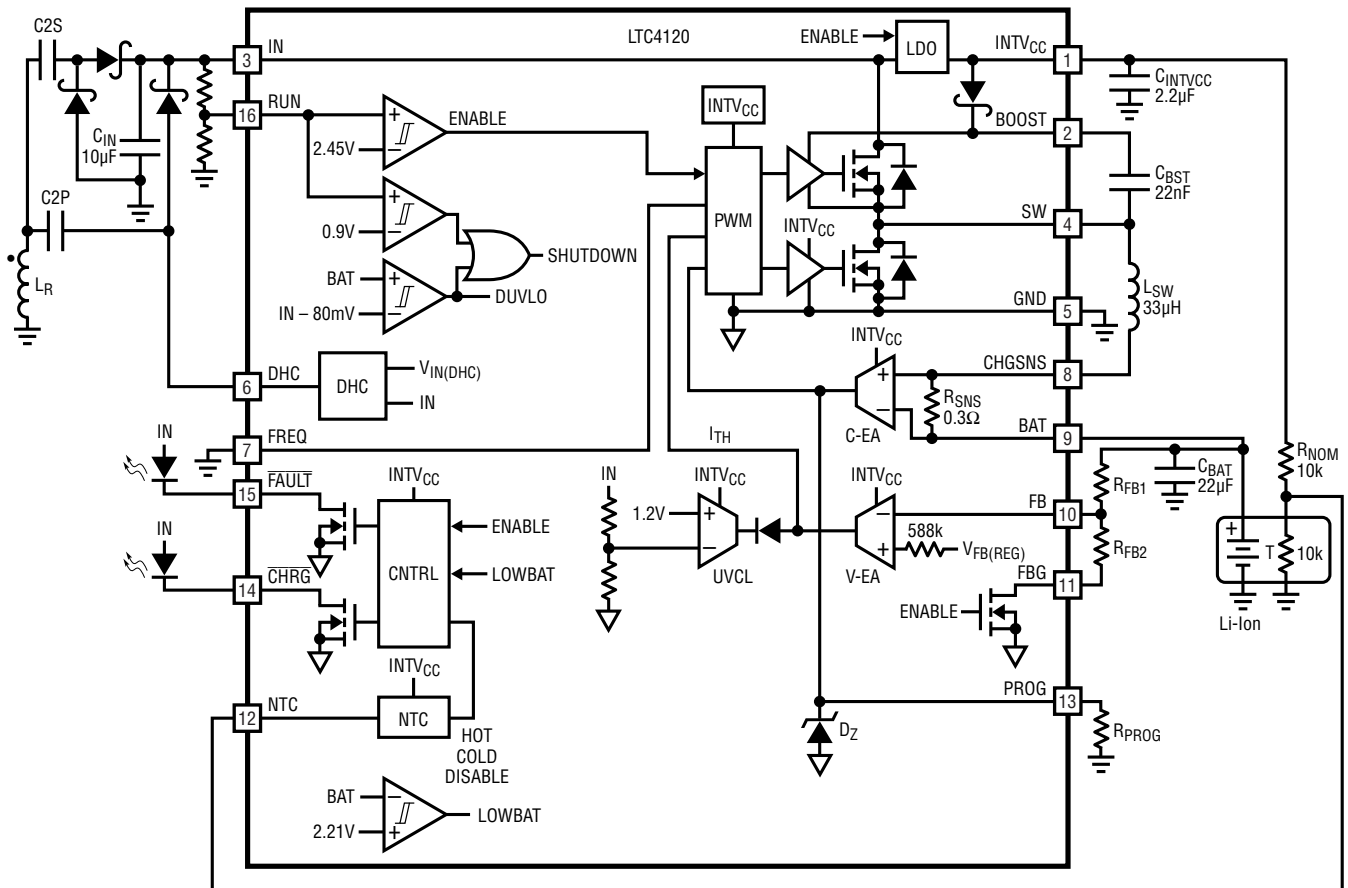 C2S
IN
3
LTC4120
ENABLE
LDO
INTVCC
1
CINTVCC
2.2µF
RUN
16
CIN
10µF
+
2.45V
−
ENABLE
INTVCC
BOOST
2
CBST
22nF
C2P
PWM
+
0.9V
−
SHUTDOWN
INTVCC
SW
4
BAT
+
IN – 80mV
−
DUVLO
LR
GND
5
LSW
33µH
INTVCC
CHGSNS
8
+
−
RSNS
0.3Ω
C-EA
6
DHC
DHC
VIN(DHC)
IN
BAT
9
IN
FREQ
7
ITH
RNOM
10k
FAULT
15
INTVCC
IN
INTVCC
INTVCC
RFB1
CBAT
22µF
1.2V
+
−
UVCL
−
+
V-EA
588k
VFB(REG)
FB
10
RFB2
+
T
10k
Li-Ion
IN
ENABLE
CNTRL
LOWBAT
CHRG
14
FBG
11
ENABLE
INTVCC
NTC
12
NTC
HOT
COLD
DISABLE
PROG
13
DZ
RPROG
BAT
−
2.21V
+
LOWBAT